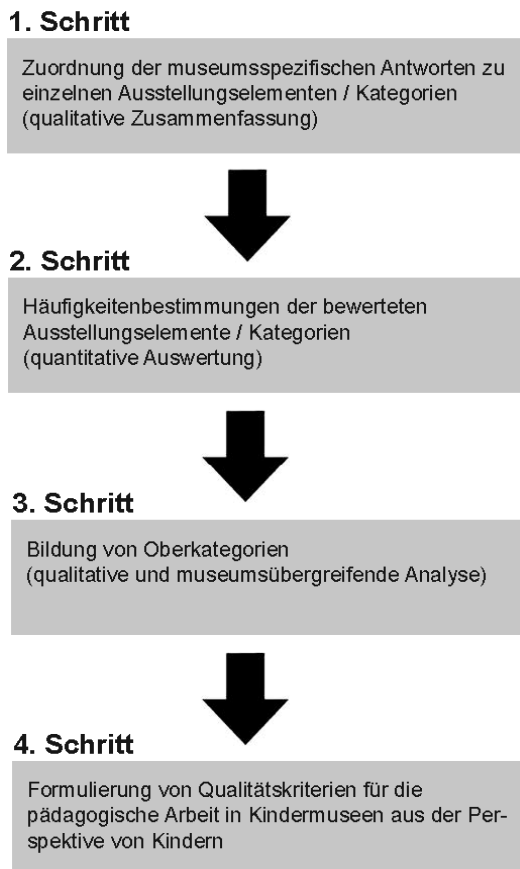 1. Schritt
Zuordnung der museumsspezifischen Antworten zu
einzelnen Ausstellungselementen / Kategorien
(qualitative Zusammenfassung)
2. Schritt
Häufigkeitenbestimmungen der bewerteten
Ausstellungselemente / Kategorien
(quantitative Auswertung)
3. Schritt
Bildung von Oberkategorien
(qualitative und museumsübergreifende Analyse)
4. Schritt
Formulierung von Qualitätskriterien für die
pädagogische Arbeit in Kindermuseen aus der Per-
spektive von Kindern